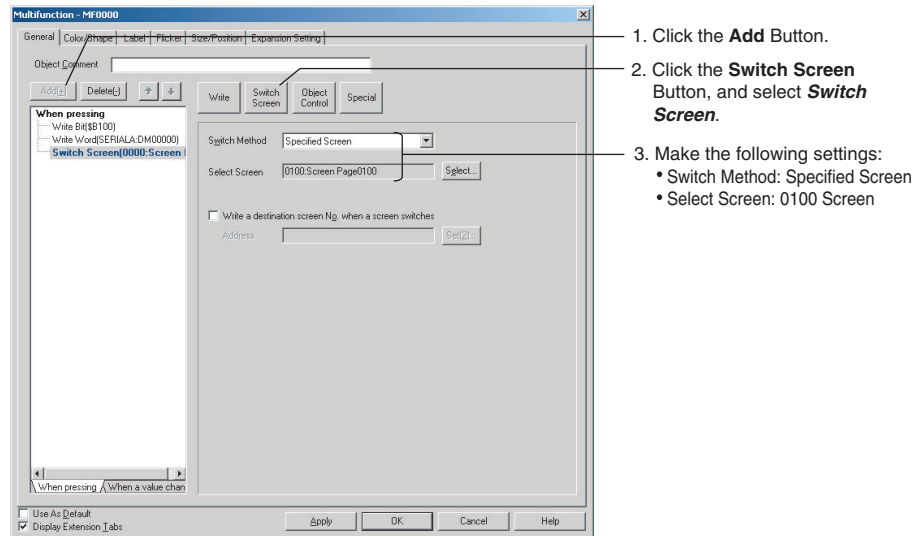 Multifunction - MF0000
General Color/Shape Label Flicker Size/Position Expansion Setting
Object Comment
Add(+) Delete(-)
When pressing
Write Bit($B100)
Write Word(SERIALA:DM00000)
Switch Screen(0000:Screen
When pressing When a value chan
Write
Switch Screen
Object Control
Special
Switch Method Specified Screen
Select Screen 0100:Screen Page0100 Select...
Write a destination screen No. when a screen switches
Address Set(Z)...
Use As Default
Display Extension Tabs
Apply OK Cancel Help
1. Click the Add Button.
2. Click the Switch Screen
Button, and select Switch
Screen.
3. Make the following settings:
• Switch Method: Specified Screen
• Select Screen: 0100 Screen